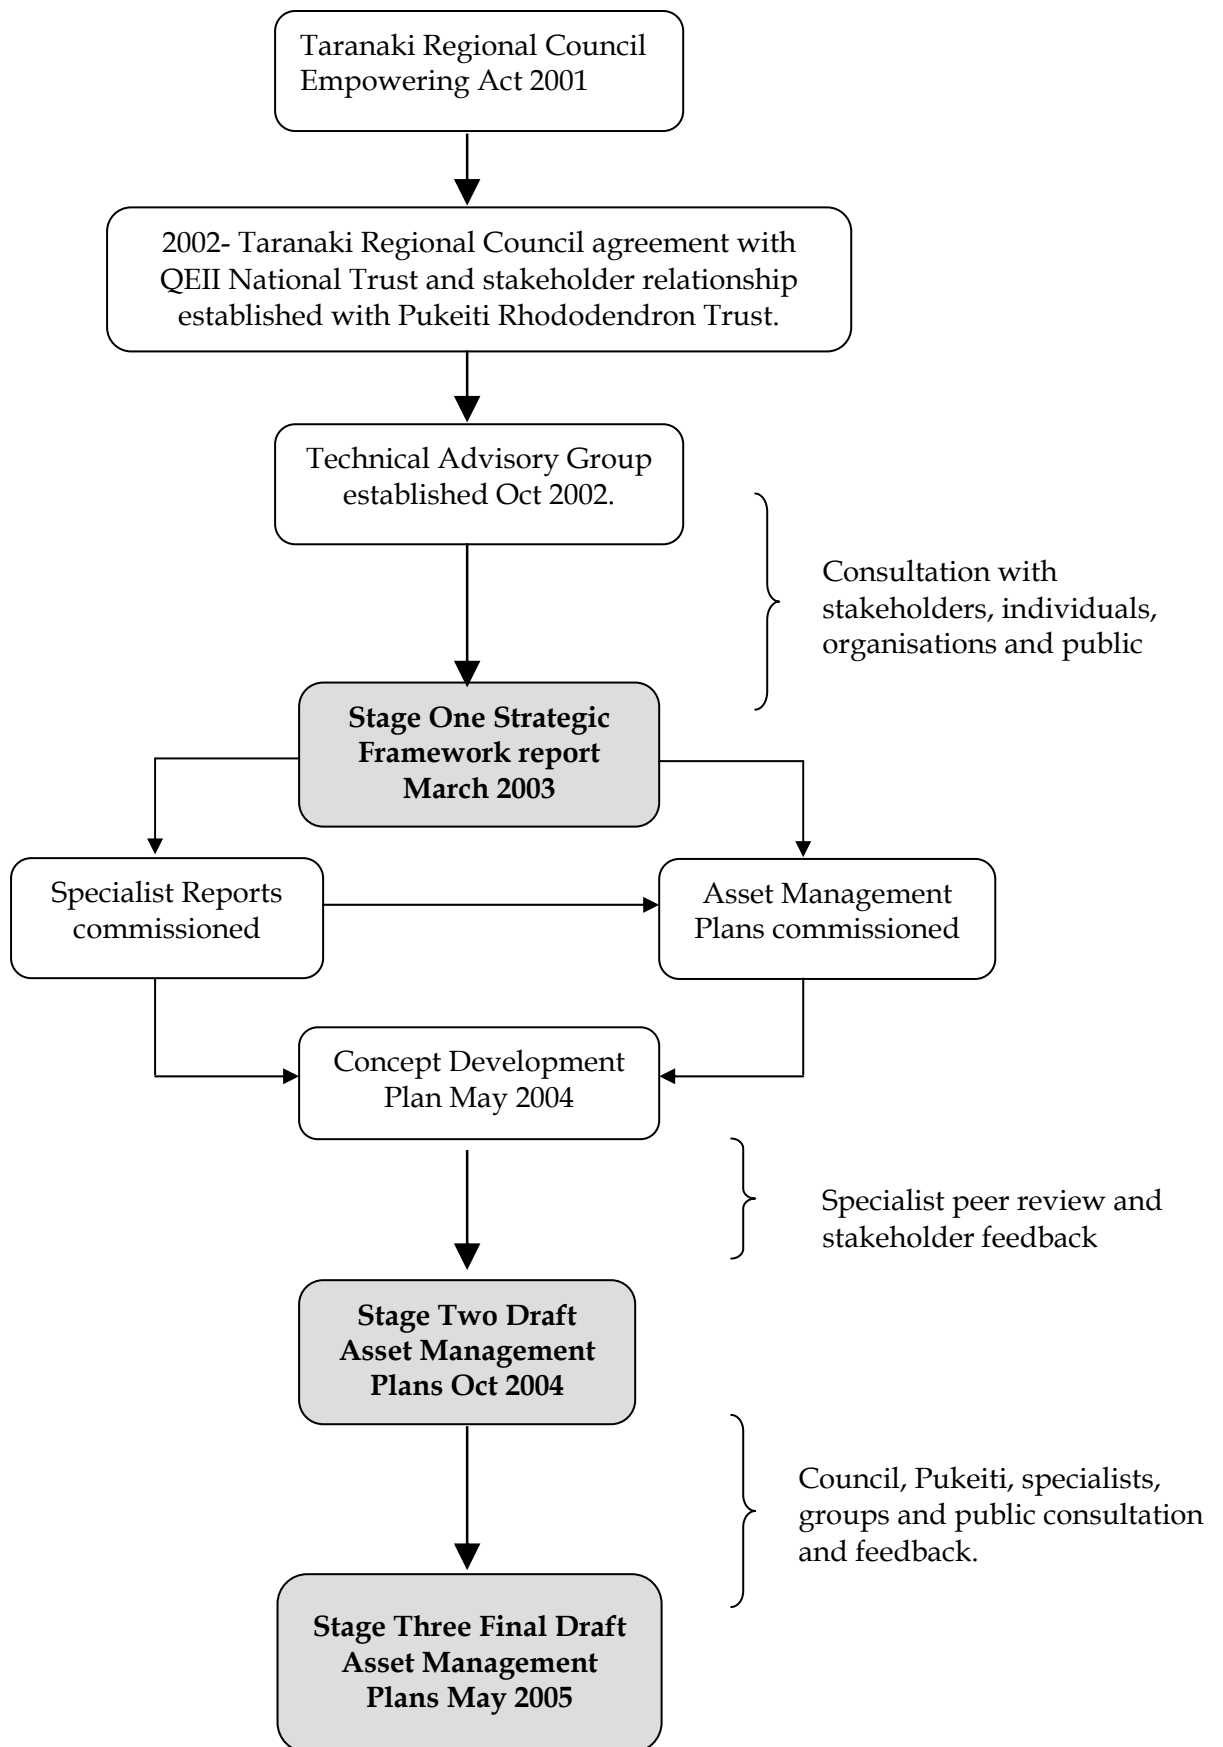 Taranaki Regional Council
Empowering Act 2001
2002- Taranaki Regional Council agreement with
QEII National Trust and stakeholder relationship
established with Pukeiti Rhododendron Trust.
Technical Advisory Group
established Oct 2002.
Consultation with
stakeholders, individuals,
organisations and public
Stage One Strategic
Framework report
March 2003
Specialist Reports
commissioned
Asset Management
Plans commissioned
Concept Development
Plan May 2004
Specialist peer review and
stakeholder feedback
Stage Two Draft
Asset Management
Plans Oct 2004
Council, Pukeiti, specialists,
groups and public consultation
and feedback.
Stage Three Final Draft
Asset Management
Plans May 2005